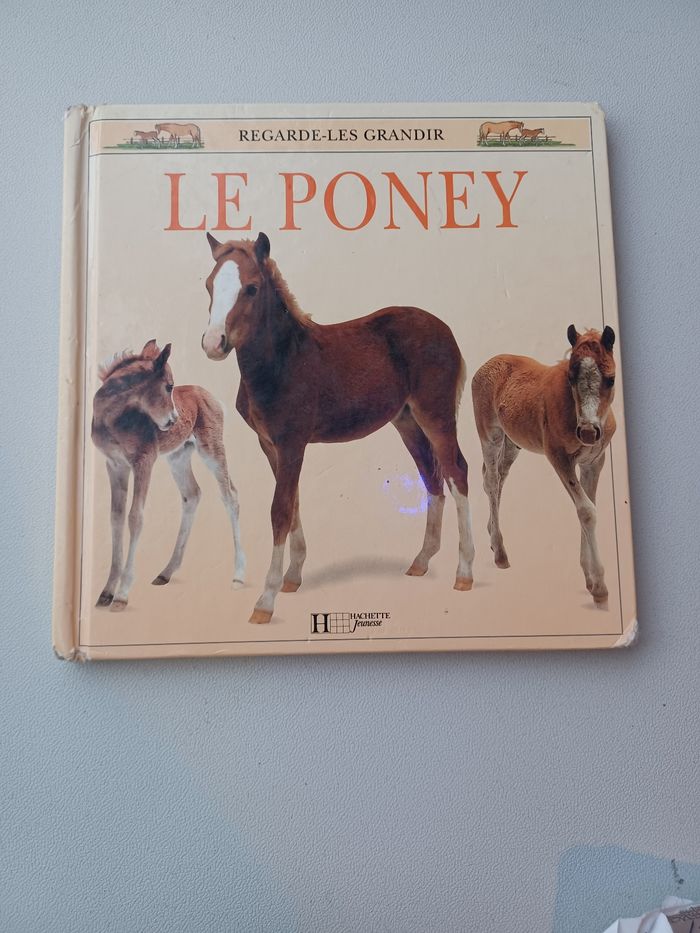 REGARDE-LES GRANDIR
LE PONEY
H HACHETTE
Jeunesse